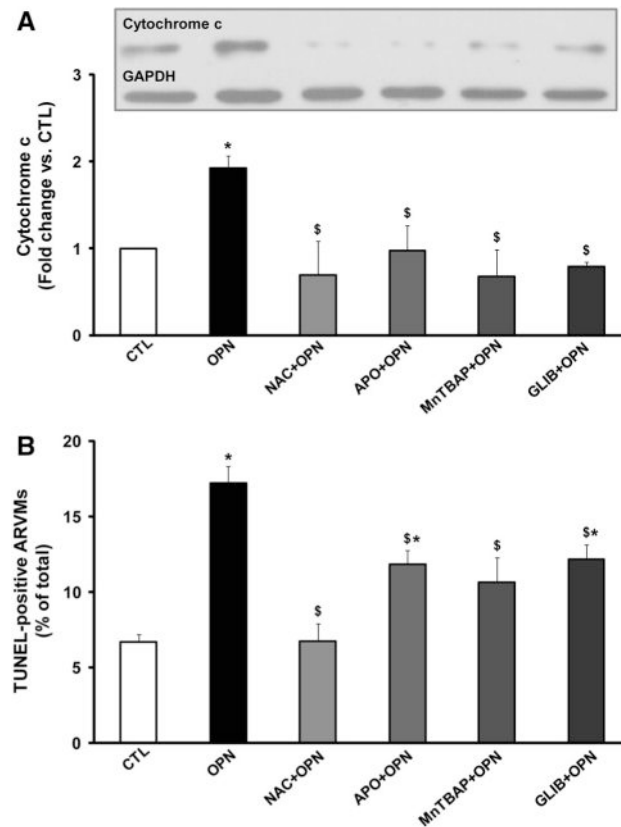 A
Cytochrome c
GAPDH
Cytochrome c
(Fold change vs. CTL)
3
2
1
0
*
$
$
$
$
CTL
OPN
NAC+OPN
APO+OPN
MnTBAP+OPN
GLIB+OPN
B
TUNEL-positive ARVMs
(% of total)
20
15
10
5
0
*
$
$*
$
$*
CTL
OPN
NAC+OPN
APO+OPN
MnTBAP+OPN
GLIB+OPN